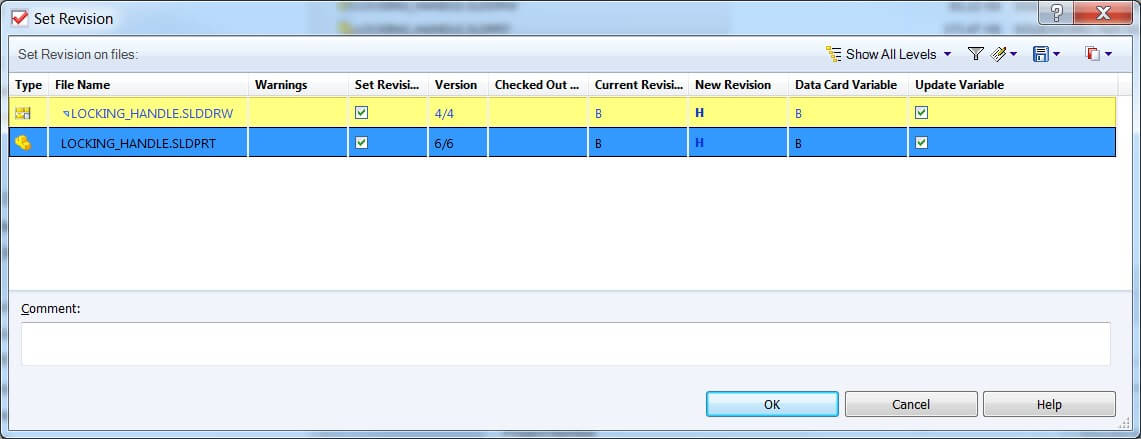 Set Revision
Set Revision on files:
Show All Levels
Type File Name Warnings Set Revisi... Version Checked Out ... Current Revisi... New Revision Data Card Variable Update Variable
LOCKING_HANDLE.SLDDRW 4/4 B H B
LOCKING_HANDLE.SLDPRT 6/6 B H B
Comment:
OK Cancel Help